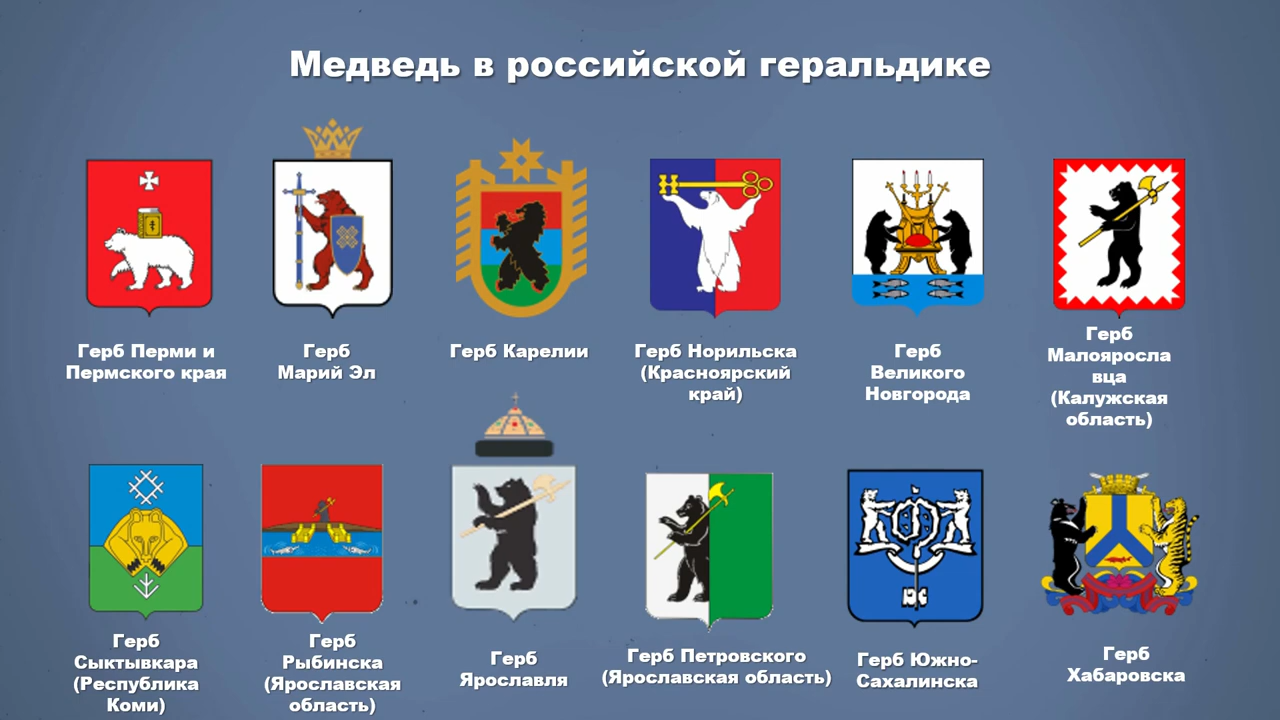 Медведь в российской геральдике
Герб Перми и
Пермского края
Герб
Марий Эл
Герб Карелии
Герб Норильска
(Красноярский
край)
Герб
Великого
Новгорода
Герб
Малояросла
вца
(Калужская
область)
Герб
Сыктывкара
(Республика
Коми)
Герб
Рыбинска
(Ярославская
область)
Герб
Ярославля
Герб Петровского
(Ярославская область)
ЮС
Герб Южно-
Сахалинска
Герб
Хабаровска